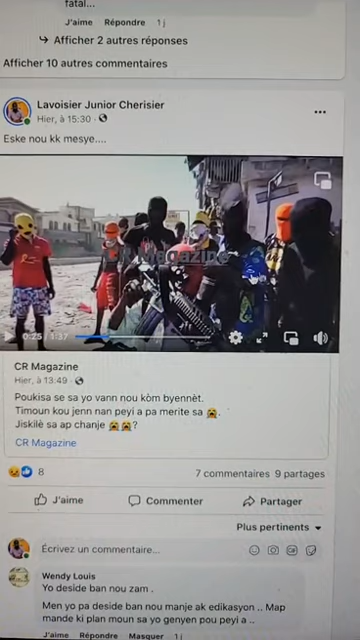 fatal...
J'aime Répondre 1 j
Afficher 2 autres réponses
Afficher 10 autres commentaires
Lavoisier Junior Cherisier
Hier, à 15:30
Eske nou kk mesye....
CR Magazine
0:25 / 1:37
CR Magazine
Hier, à 13:49
Poukisa se sa yo vann nou kòm byennèt.
Timoun kou jenn nan peyi a pa merite sa 😭.
Jiskilè sa ap chanje 😭😭?
CR Magazine
8
7 commentaires 9 partages
J'aime Commenter Partager
Plus pertinents
Écrivez un commentaire...
Wendy Louis
Yo deside ban nou zam .
Men yo pa deside ban nou manje ak edikasyon .. Map
mande ki plan moun sa yo genyen pou peyi a ..
J'aime Répondre Masquer 1 j